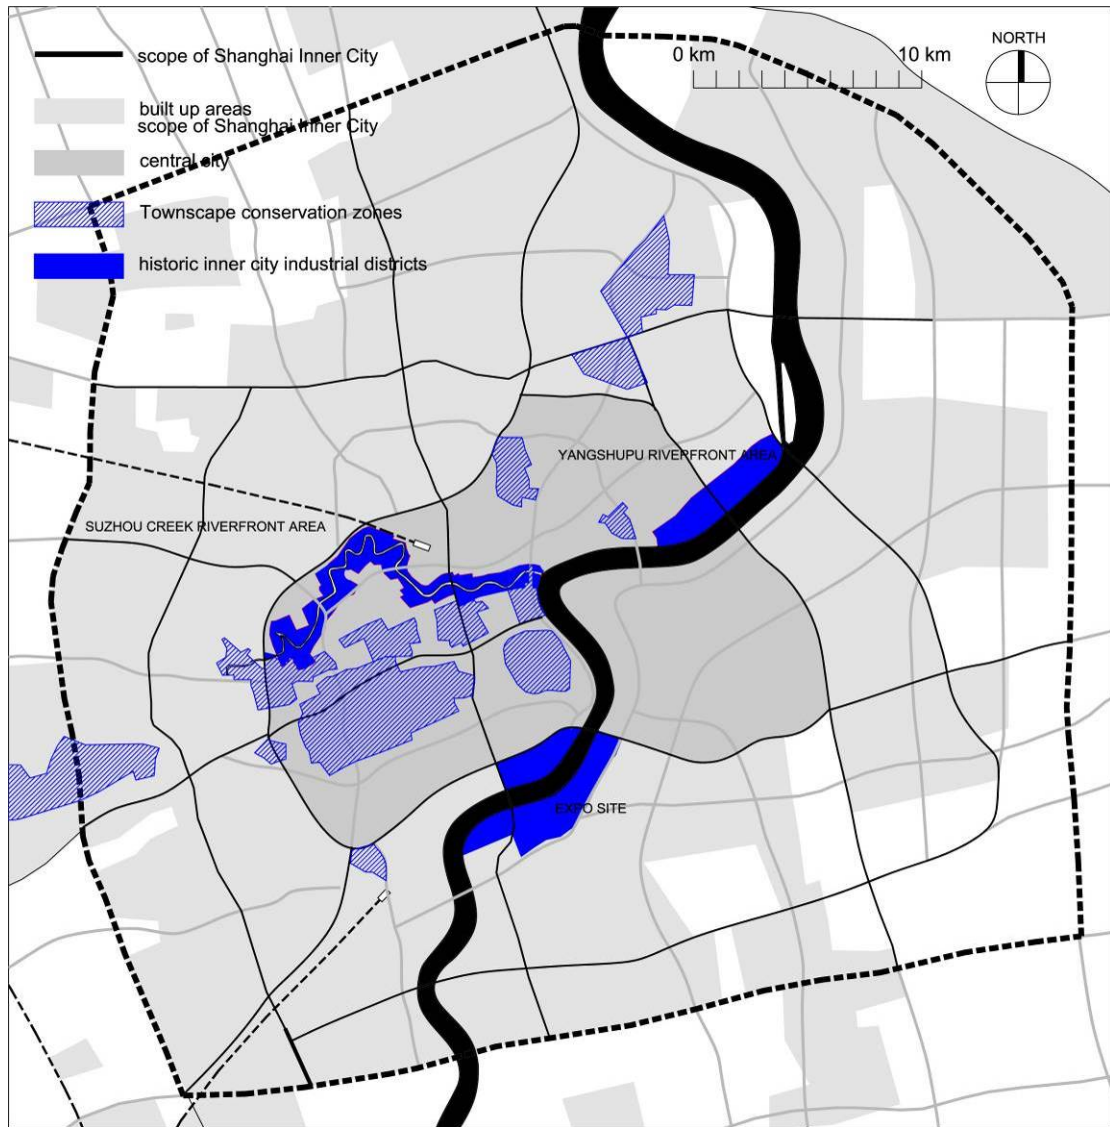 scope of Shanghai Inner City
built up areas
scope of Shanghai Inner City
central city
Townscape conservation zones
historic inner city industrial districts
0 km
10 km
NORTH
YANGSHUPU RIVERFRONT AREA
SUZHOU CREEK RIVERFRONT AREA
EXPO SITE